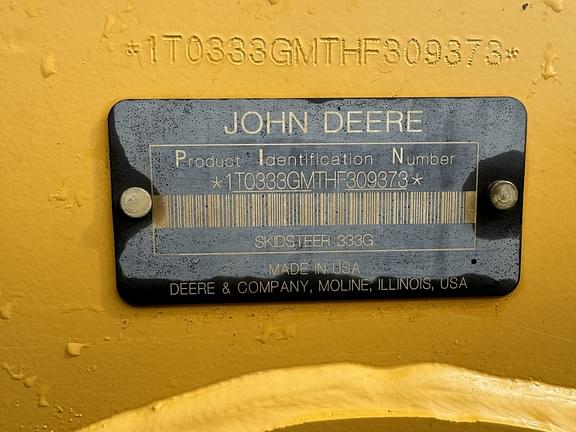 *1T0333GMTHF309373*
JOHN DEERE
Product Identification Number
*1T0333GMTHF309373*
SKIDSTEER 333G
MADE IN USA
DEERE & COMPANY, MOLINE, ILLINOIS, USA